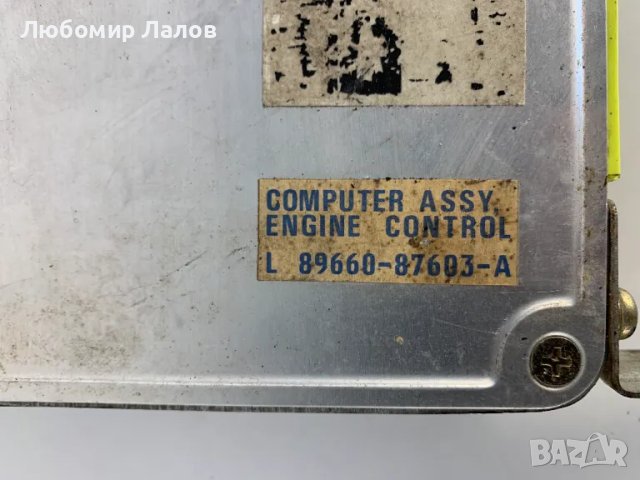 Любомир Лалов
COMPUTER ASSY,
ENGINE CONTROL
L 89660-87603-A
BAZAR